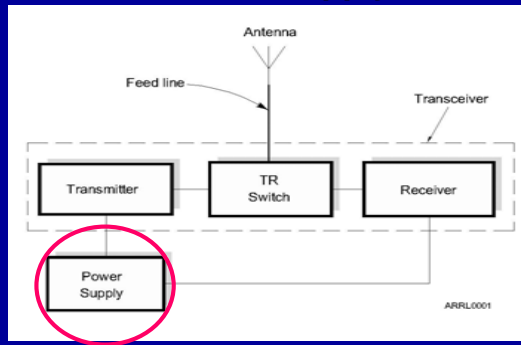 Antenna
Feed line
Transceiver
Transmitter
TR
Switch
Receiver
Power
Supply
ARRL0001